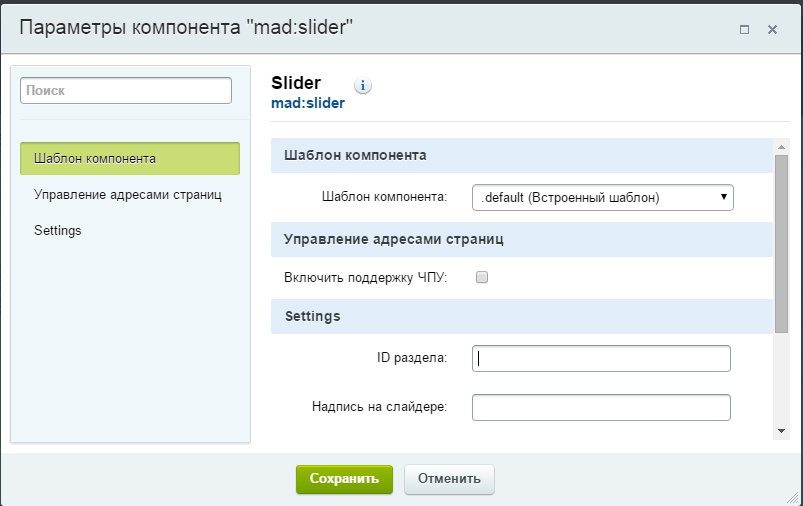 Параметры компонента "mad:slider"
Поиск
Шаблон компонента
Управление адресами страниц
Settings
Slider
mad:slider
Шаблон компонента
Шаблон компонента: .default (Встроенный шаблон)
Управление адресами страниц
Включить поддержку ЧПУ:
Settings
ID раздела:
Надпись на слайдере:
Сохранить Отменить